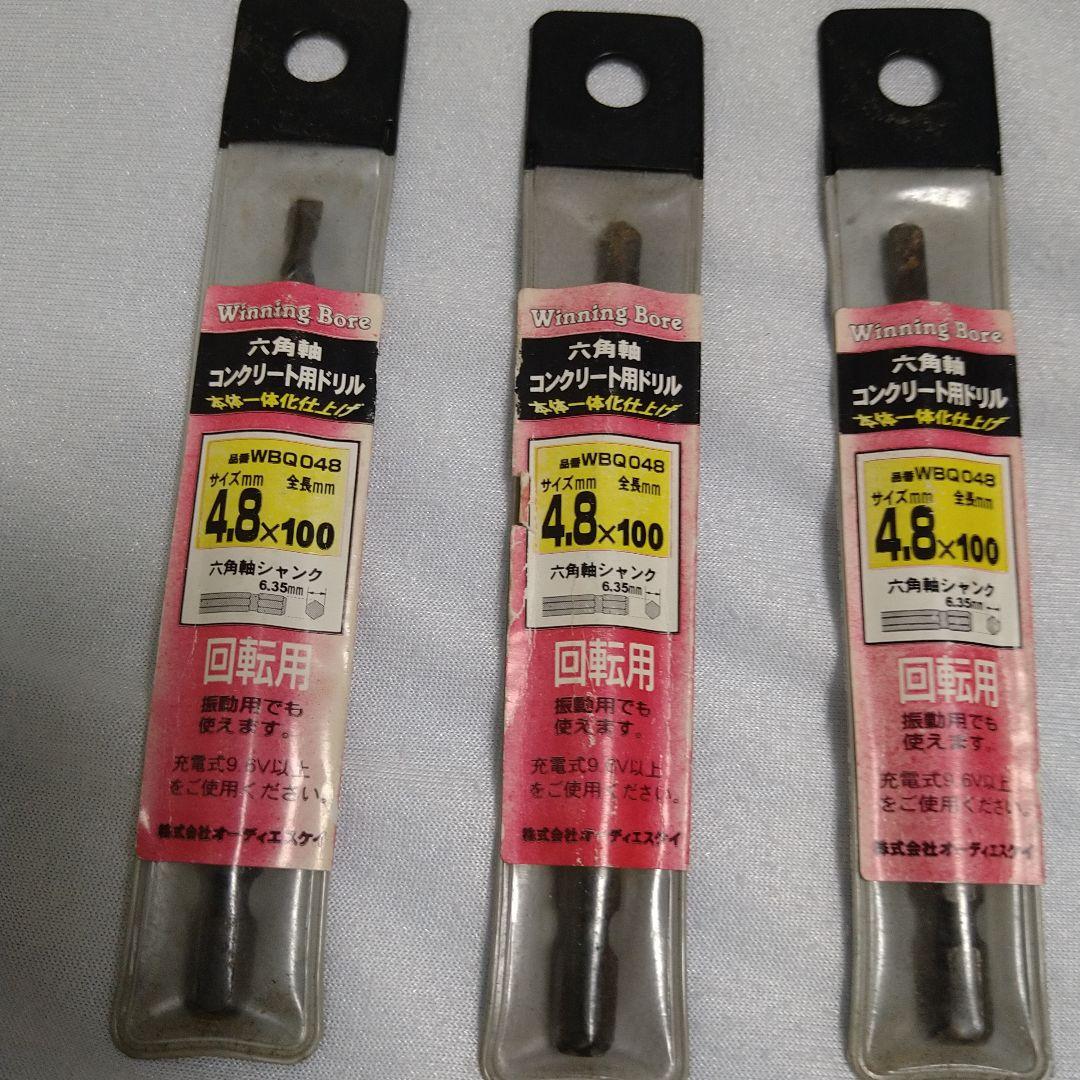 Winning Bore
六角軸
コンクリート用ドリル
本体一体化仕上げ
品番WBQ048
サイズmm 全長mm
4.8×100
六角軸シャンク
6.35mm
回転用
振動用でも
使えます。
充電式9.6V以上
をご使用ください。
株式会社オーディエスケイ
Winning Bore
六角軸
コンクリート用ドリル
本体一体化仕上げ
品番WBQ048
サイズmm 全長mm
4.8×100
六角軸シャンク
6.35mm
回転用
振動用でも
使えます。
充電式9.6V以上
をご使用ください。
株式会社オーディエスケイ
Winning Bore
六角軸
コンクリート用ドリル
本体一体化仕上げ
品番WBQ048
サイズmm 全長mm
4.8×100
六角軸シャンク
6.35mm
回転用
振動用でも
使えます。
充電式9.6V以上
をご使用ください。
株式会社オーディエスケイ